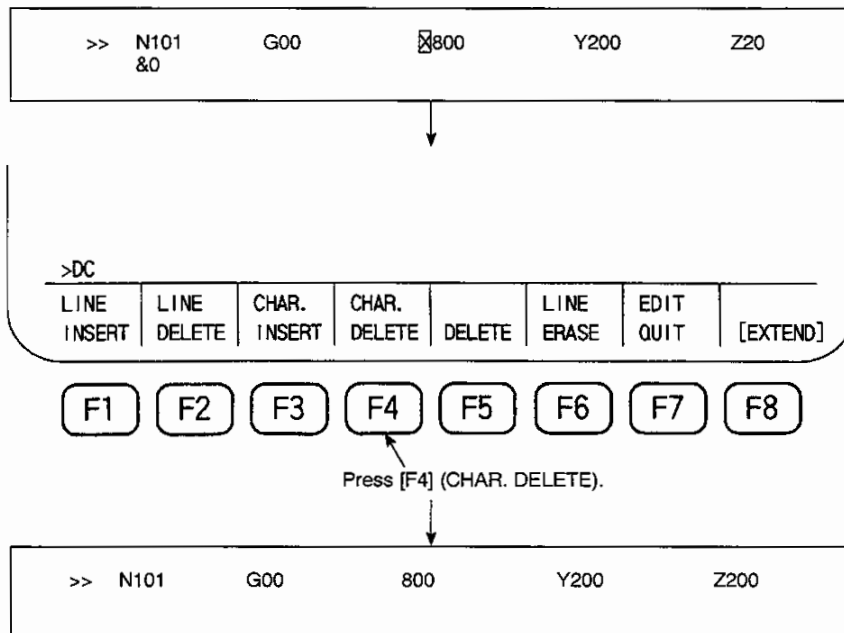 >> N101 G00 X800 Y200 Z20
&0
>DC
LINE INSERT LINE DELETE CHAR. INSERT CHAR. DELETE DELETE LINE ERASE EDIT QUIT [EXTEND]
F1 F2 F3 F4 F5 F6 F7 F8
Press [F4] (CHAR. DELETE).
>> N101 G00 800 Y200 Z200